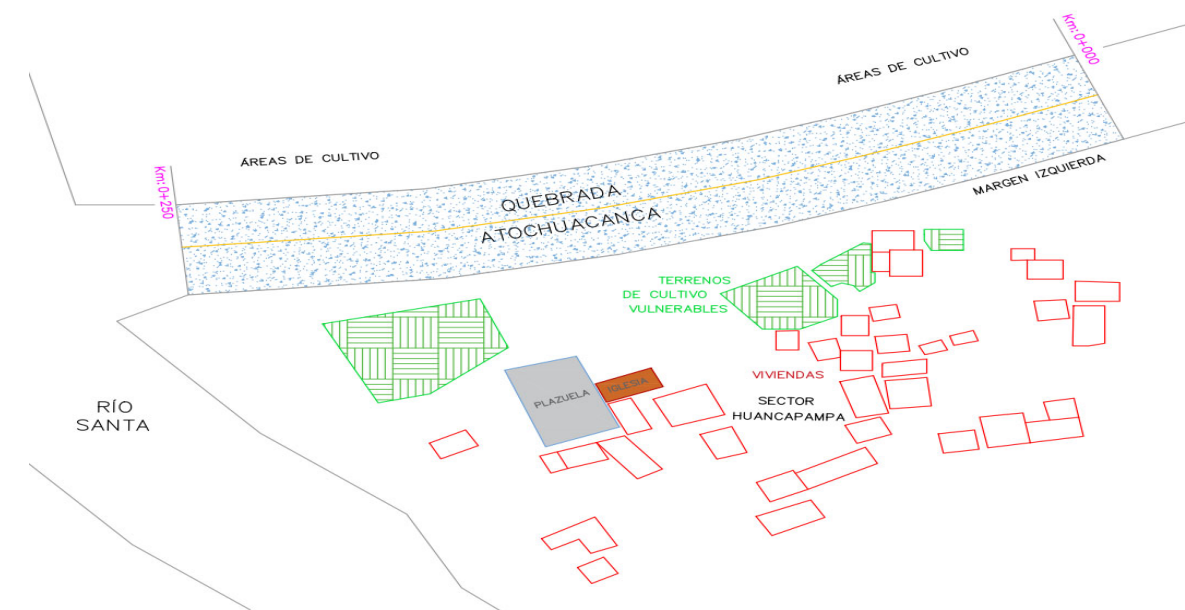 Km: 0+000
ÁREAS DE CULTIVO
ÁREAS DE CULTIVO
Km: 0+250
MARGEN IZQUIERDA
QUEBRADA
ATOCHUACANCA
TERRENOS
DE CULTIVO
VULNERABLES
VIVIENDAS
IGLESIA
PLAZUELA
SECTOR
HUANCAPAMPA
RÍO
SANTA